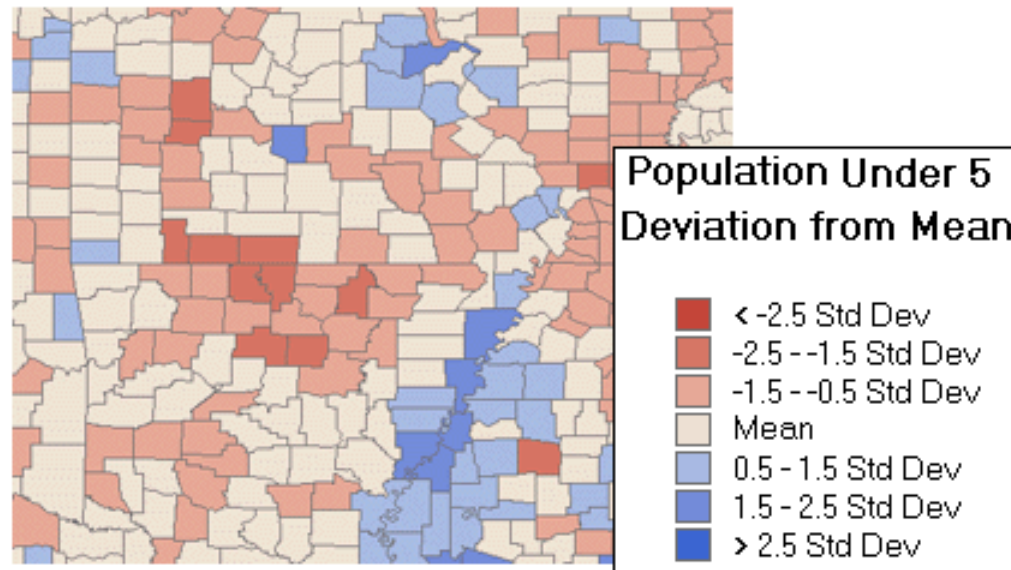 Population Under 5
Deviation from Mean
< -2.5 Std Dev
-2.5 --1.5 Std Dev
-1.5 --0.5 Std Dev
Mean
0.5 - 1.5 Std Dev
1.5 - 2.5 Std Dev
> 2.5 Std Dev